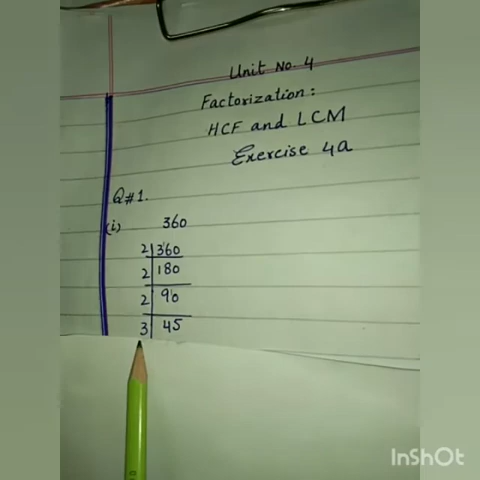 Unit No. 4
Factorization:
HCF and LCM
Exercise 4a
Q#1.
(i) 360
2 360
2 180
2 90
3 45
InShOt